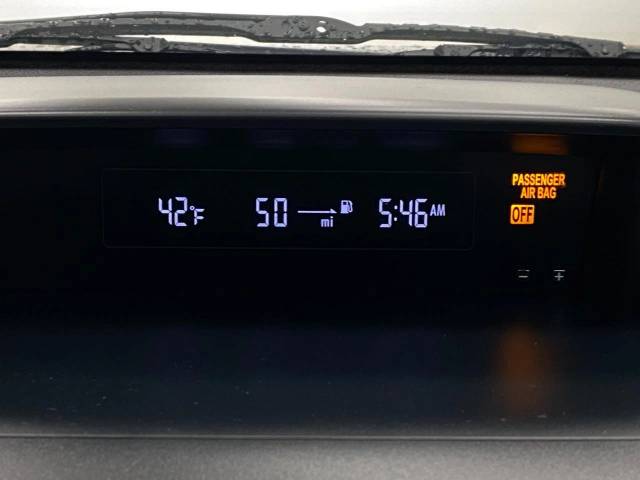 42°F 50 mi 5:46 AM
PASSENGER
AIR BAG
OFF
- +